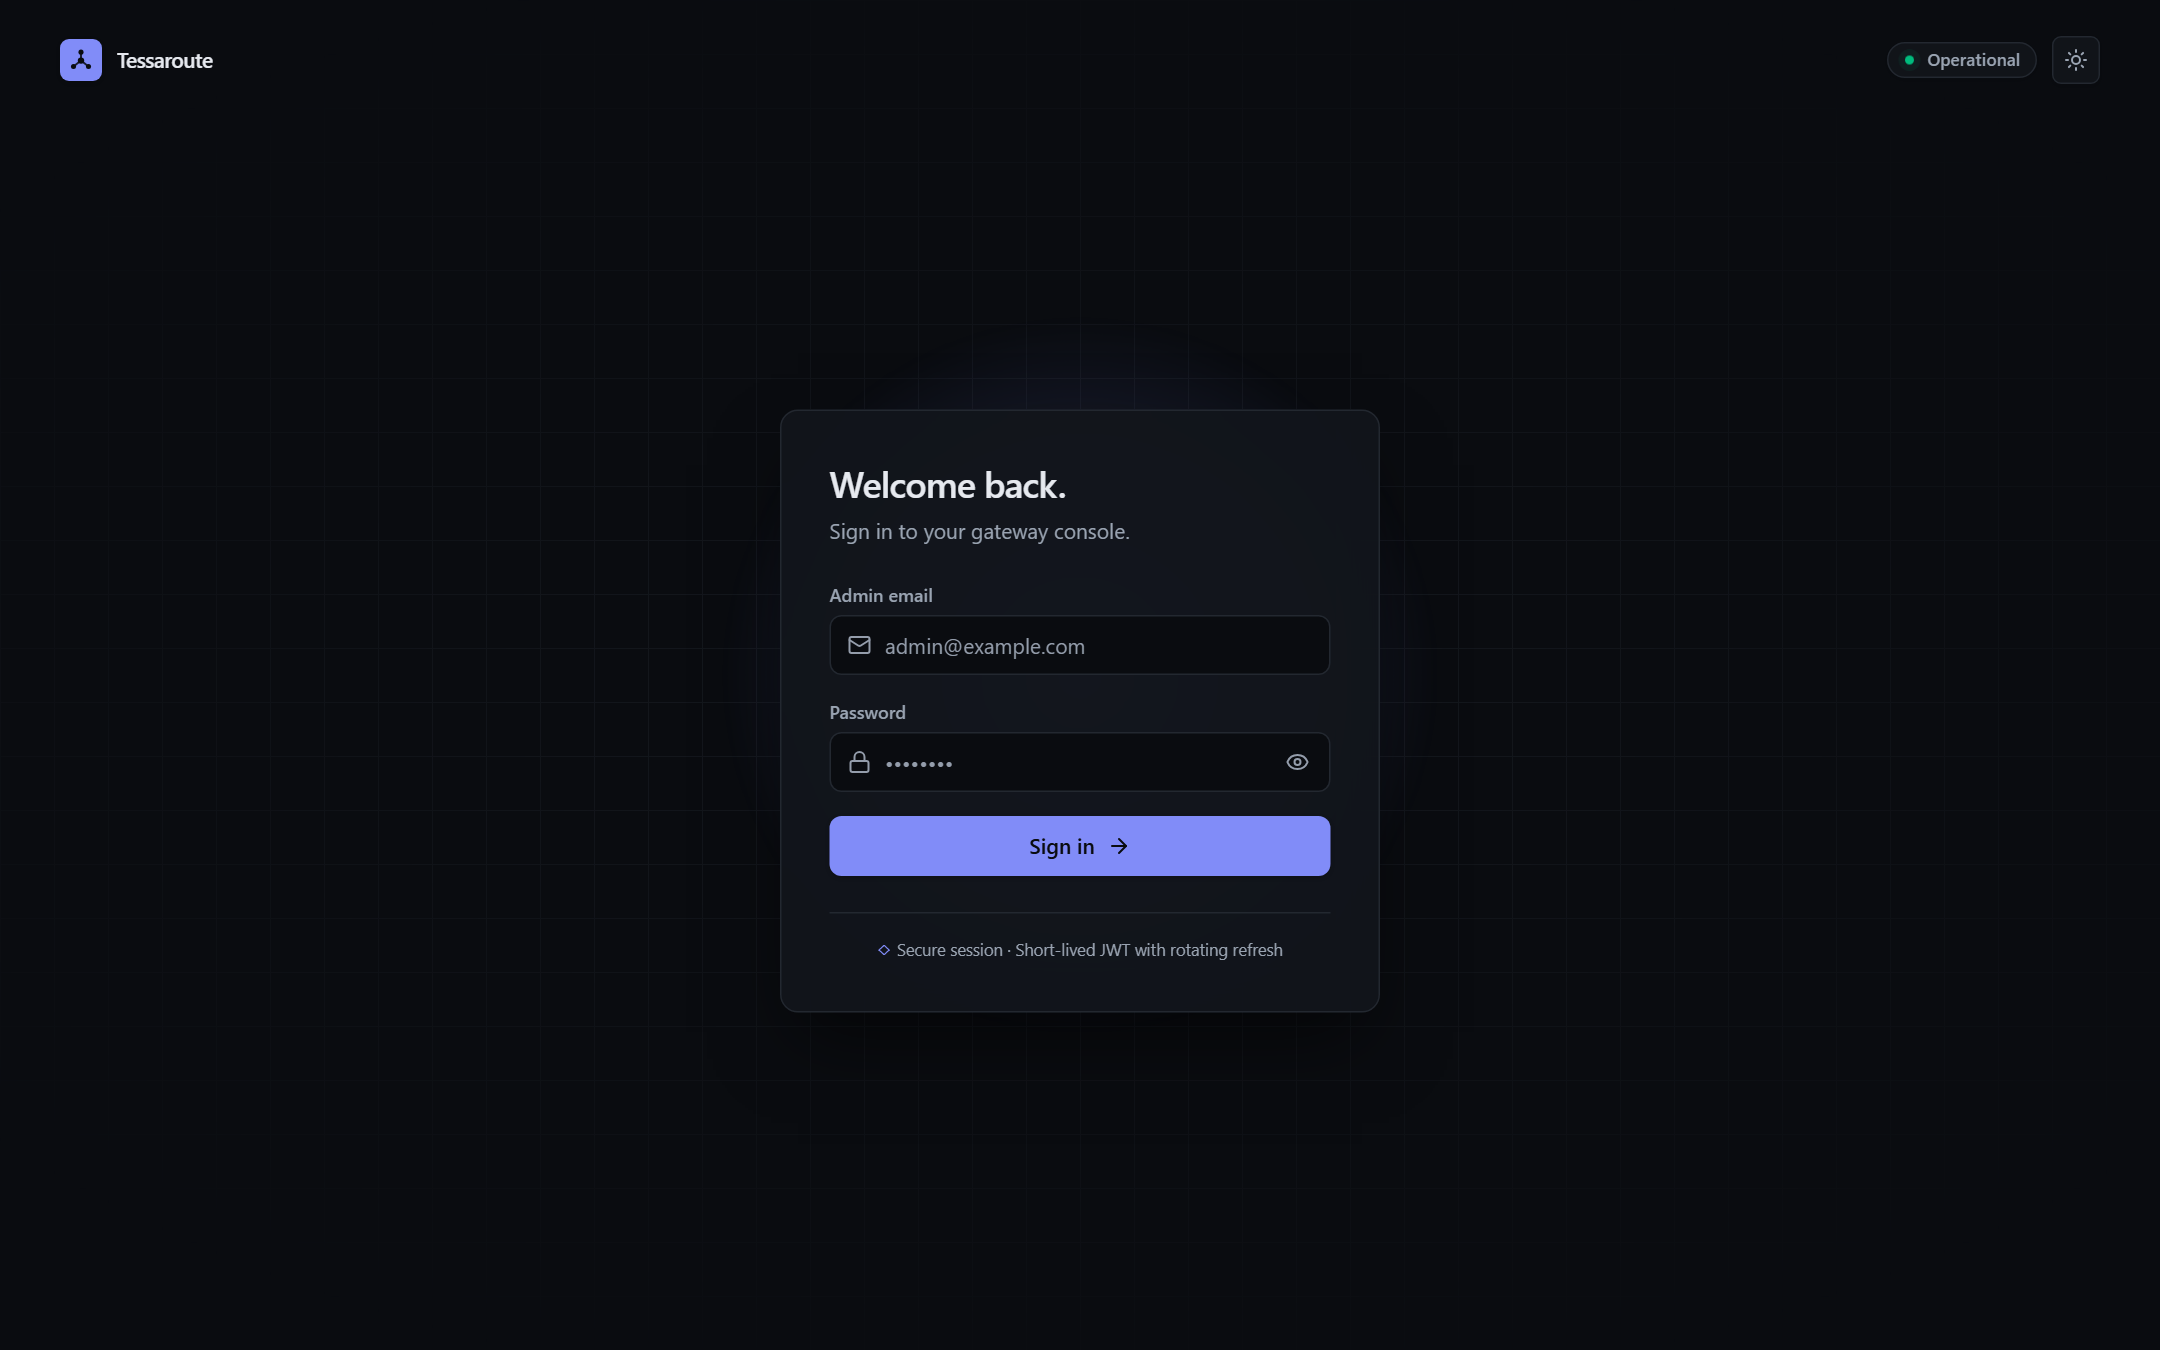 Tessaroute
Operational
Welcome back.
Sign in to your gateway console.
Admin email
admin@example.com
Password
••••••••
Sign in →
Secure session · Short-lived JWT with rotating refresh